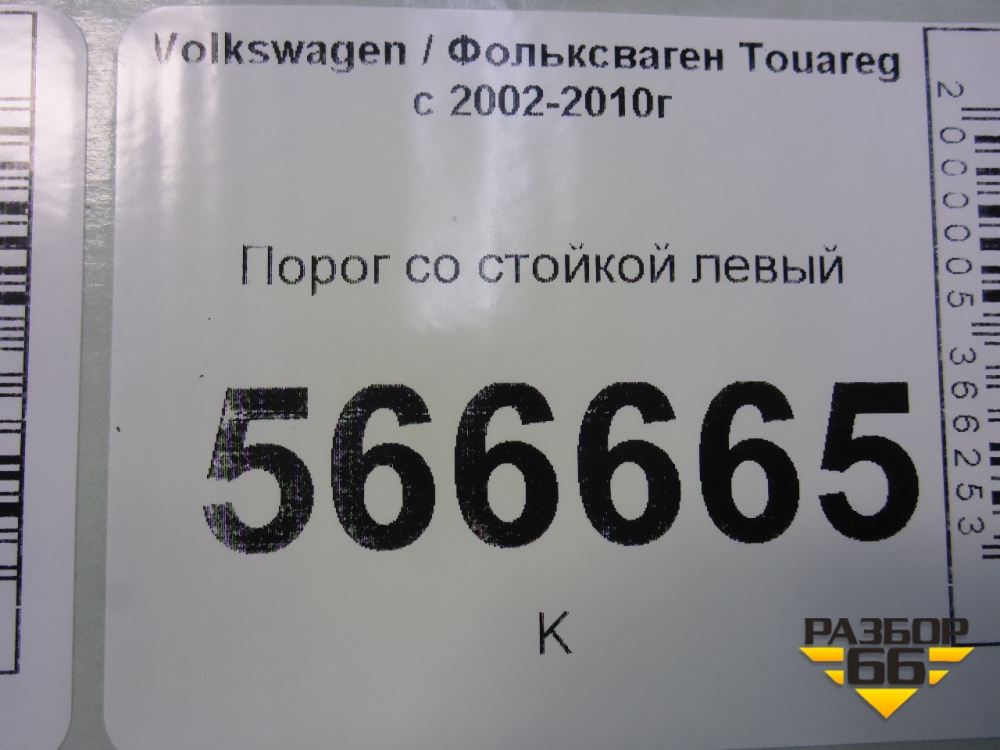 Volkswagen / Фольксваген Touareg
с 2002-2010г
Порог со стойкой левый
566665
К
2000005366253
РАЗБОР
66